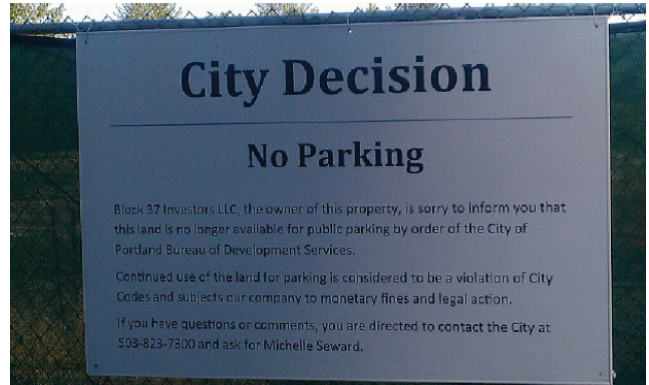 City Decision
No Parking
Block 37 Investors LLC, the owner of this property, is sorry to inform you that
this land is no longer available for public parking by order of the City of
Portland Bureau of Development Services.
Continued use of the land for parking is considered to be a violation of City
Codes and subjects our company to monetary fines and legal action.
If you have questions or comments, you are directed to contact the City at
503-823-7300 and ask for Michelle Seward.